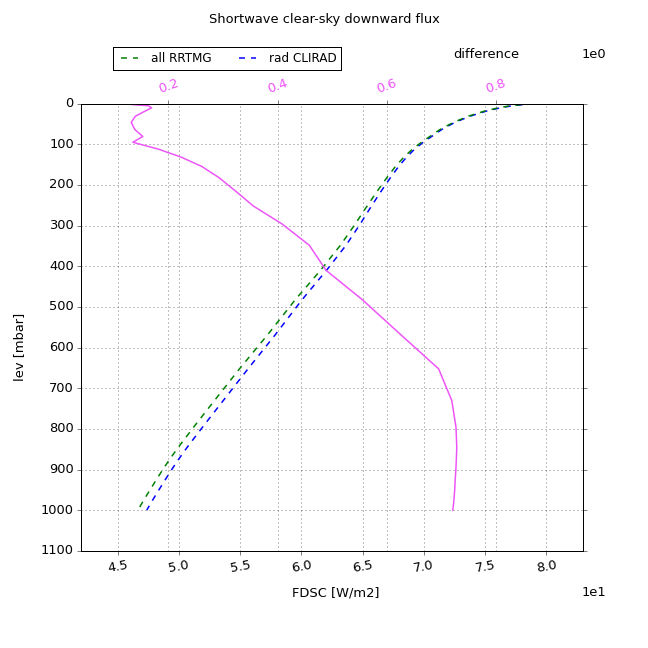 Shortwave clear-sky downward flux
all RRTMG rad CLIRAD difference 1e0
0.2 0.4 0.6 0.8
0
100
200
300
400
500
600
700
800
900
1000
1100
lev [mbar]
4.5 5.0 5.5 6.0 6.5 7.0 7.5 8.0
FDSC [W/m2] 1e1